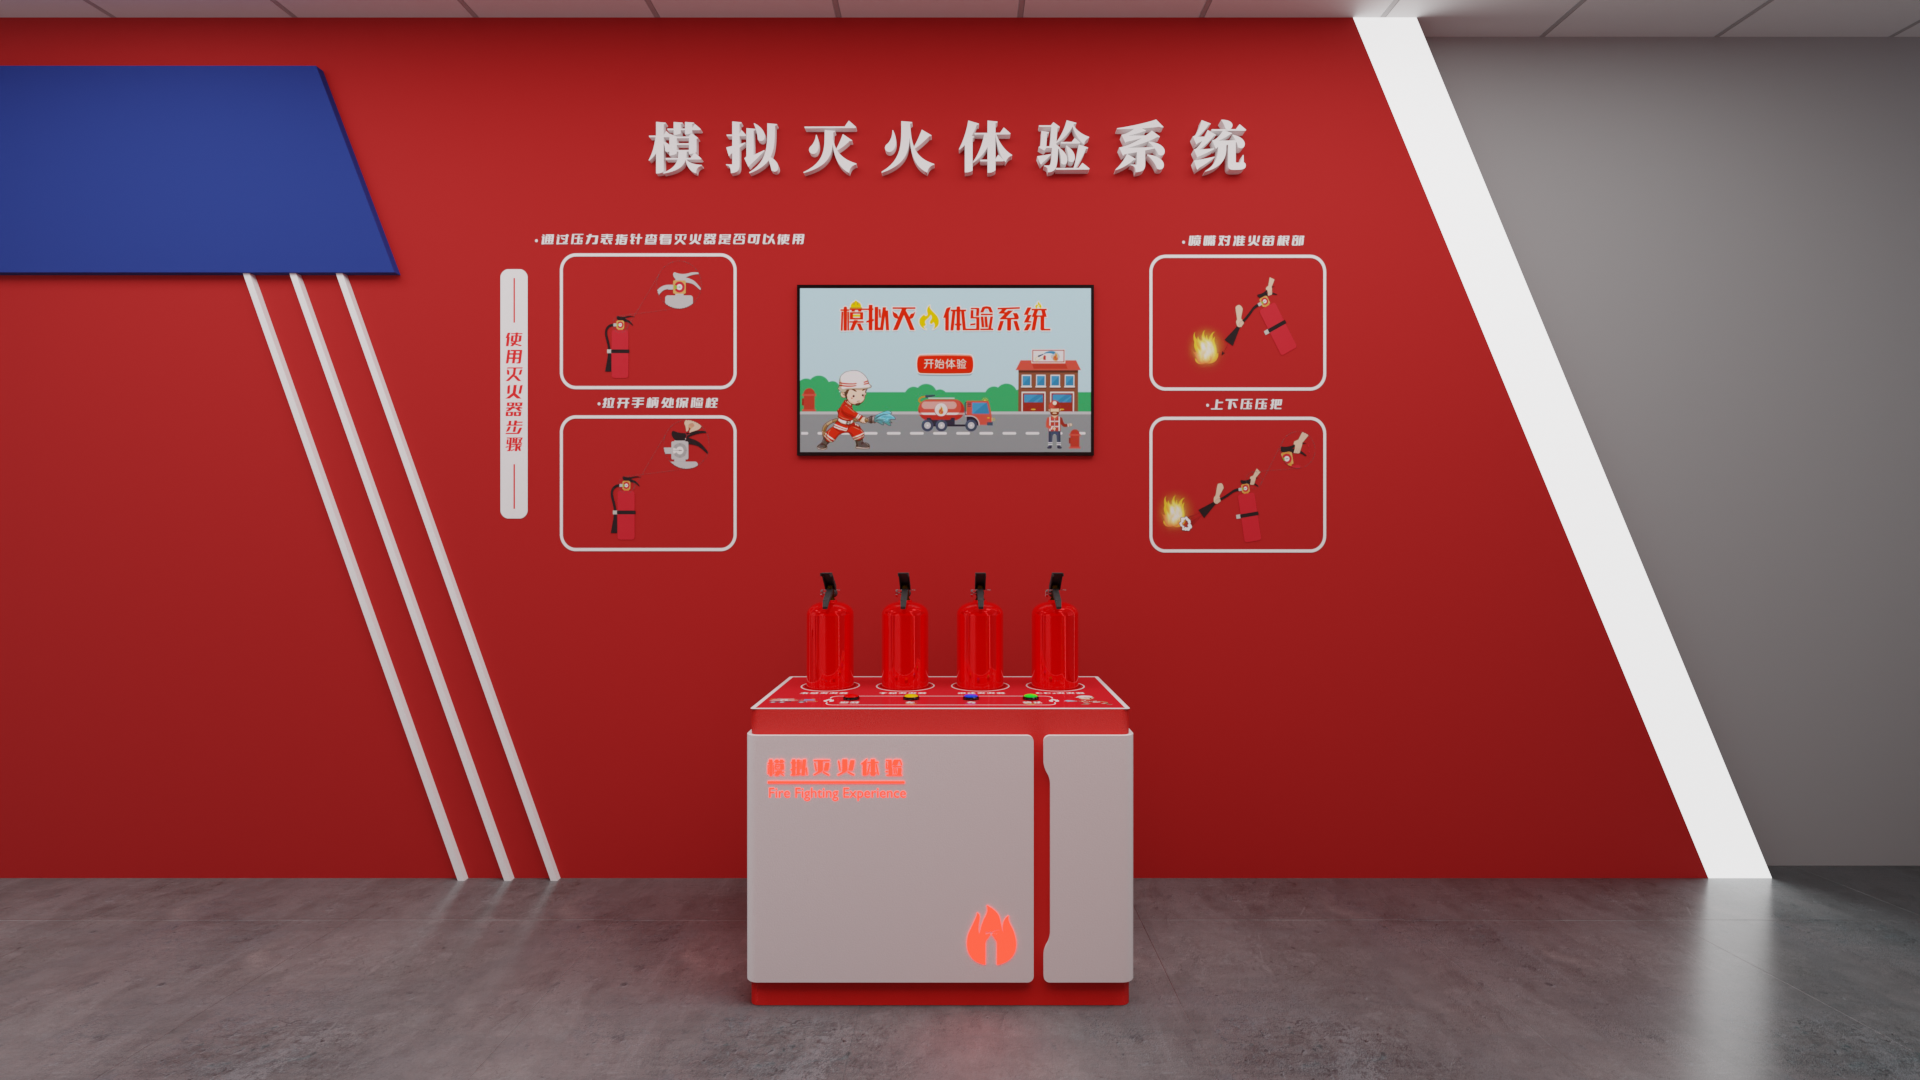 模拟灭火体验系统
·通过压力表指针查看灭火器是否可以使用
·喷嘴对准火苗根部
使用灭火器步骤
模拟灭火体验系统
开始体验
·拉开手柄处保险栓
·上下压压把
模拟灭火体验
Fire Fighting Experience